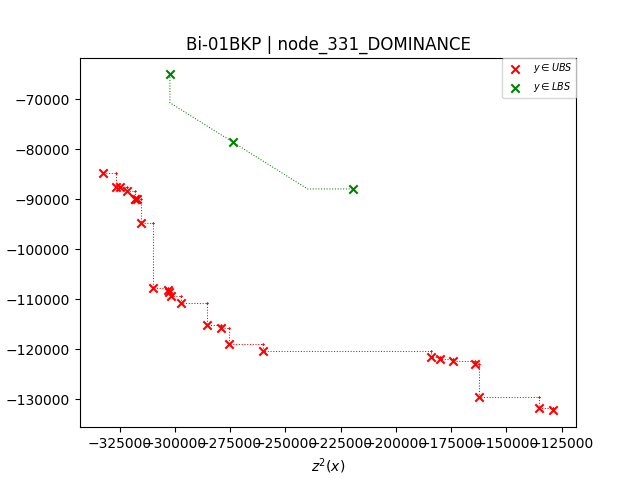 Bi-01BKP | node_331_DOMINANCE
y ∈ UBS
y ∈ LBS
−70000
−80000
−90000
−100000
−110000
−120000
−130000
−325000 −300000 −275000 −250000 −225000 −200000 −175000 −150000 −125000
z²(x)